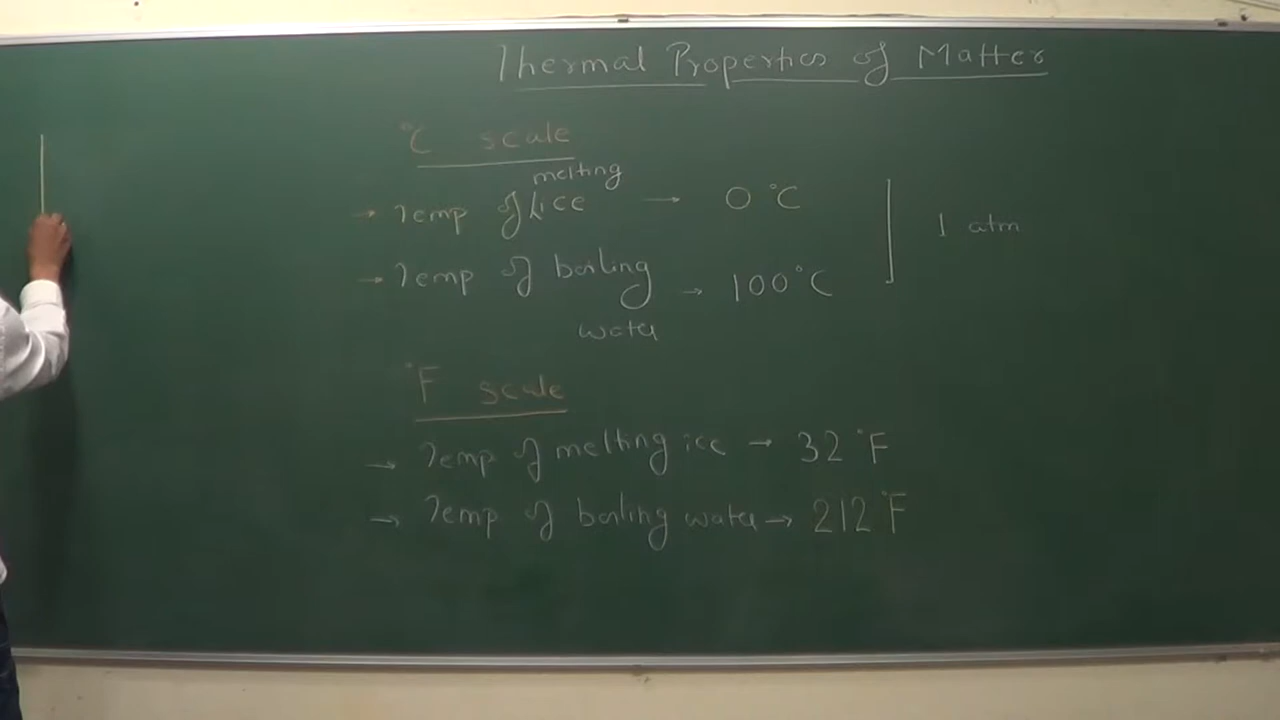 Thermal Properties of Matter
°C scale
melting
→ Temp of ice → 0 °C
→ Temp of boiling → 100°C
water
1 atm
°F scale
→ Temp of melting ice → 32 °F
→ Temp of boiling water → 212 °F